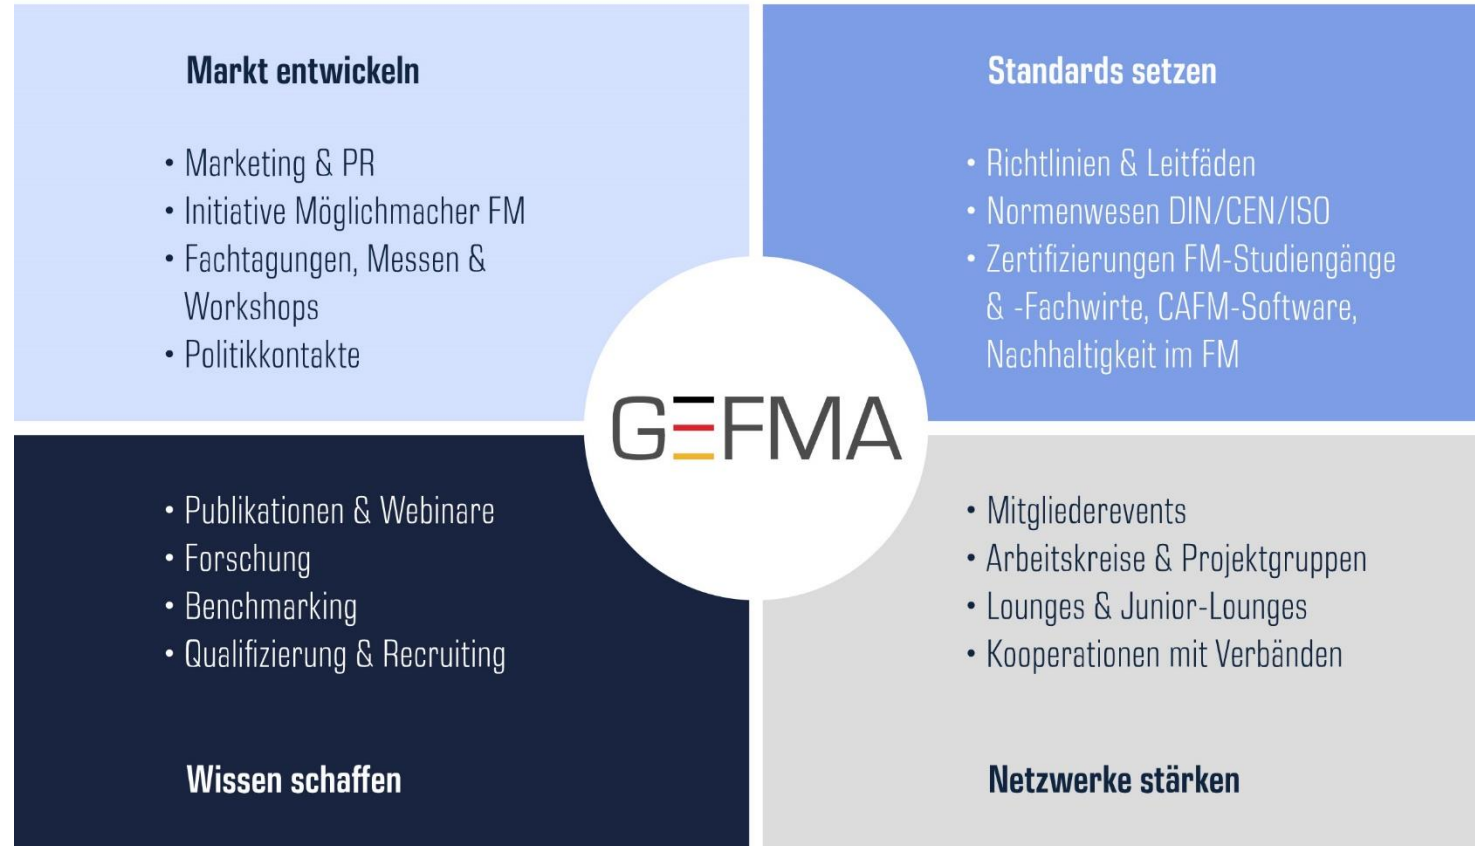 Markt entwickeln
• Marketing & PR
• Initiative Möglichmacher FM
• Fachtagungen, Messen &
Workshops
• Politikkontakte
Standards setzen
• Richtlinien & Leitfäden
• Normenwesen DIN/CEN/ISO
• Zertifizierungen FM-Studiengänge
& -Fachwirte, CAFM-Software,
Nachhaltigkeit im FM
GEFMA
• Publikationen & Webinare
• Forschung
• Benchmarking
• Qualifizierung & Recruiting
Wissen schaffen
• Mitgliederevents
• Arbeitskreise & Projektgruppen
• Lounges & Junior-Lounges
• Kooperationen mit Verbänden
Netzwerke stärken